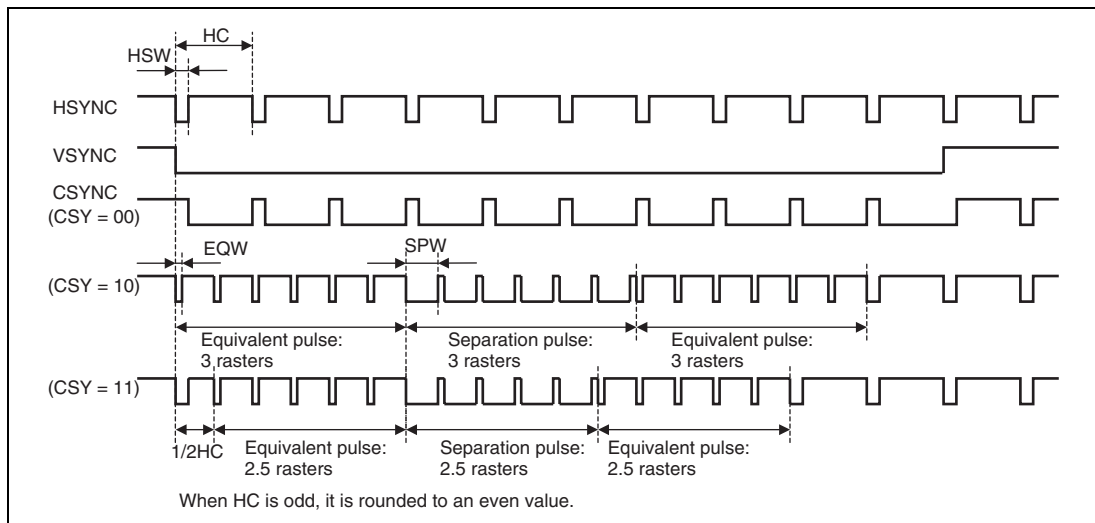 HC
HSW
HSYNC
VSYNC
CSYNC
(CSY = 00)
EQW
SPW
(CSY = 10)
Equivalent pulse:
3 rasters
Separation pulse:
3 rasters
Equivalent pulse:
3 rasters
(CSY = 11)
1/2HC
Equivalent pulse:
2.5 rasters
Separation pulse:
2.5 rasters
Equivalent pulse:
2.5 rasters
When HC is odd, it is rounded to an even value.